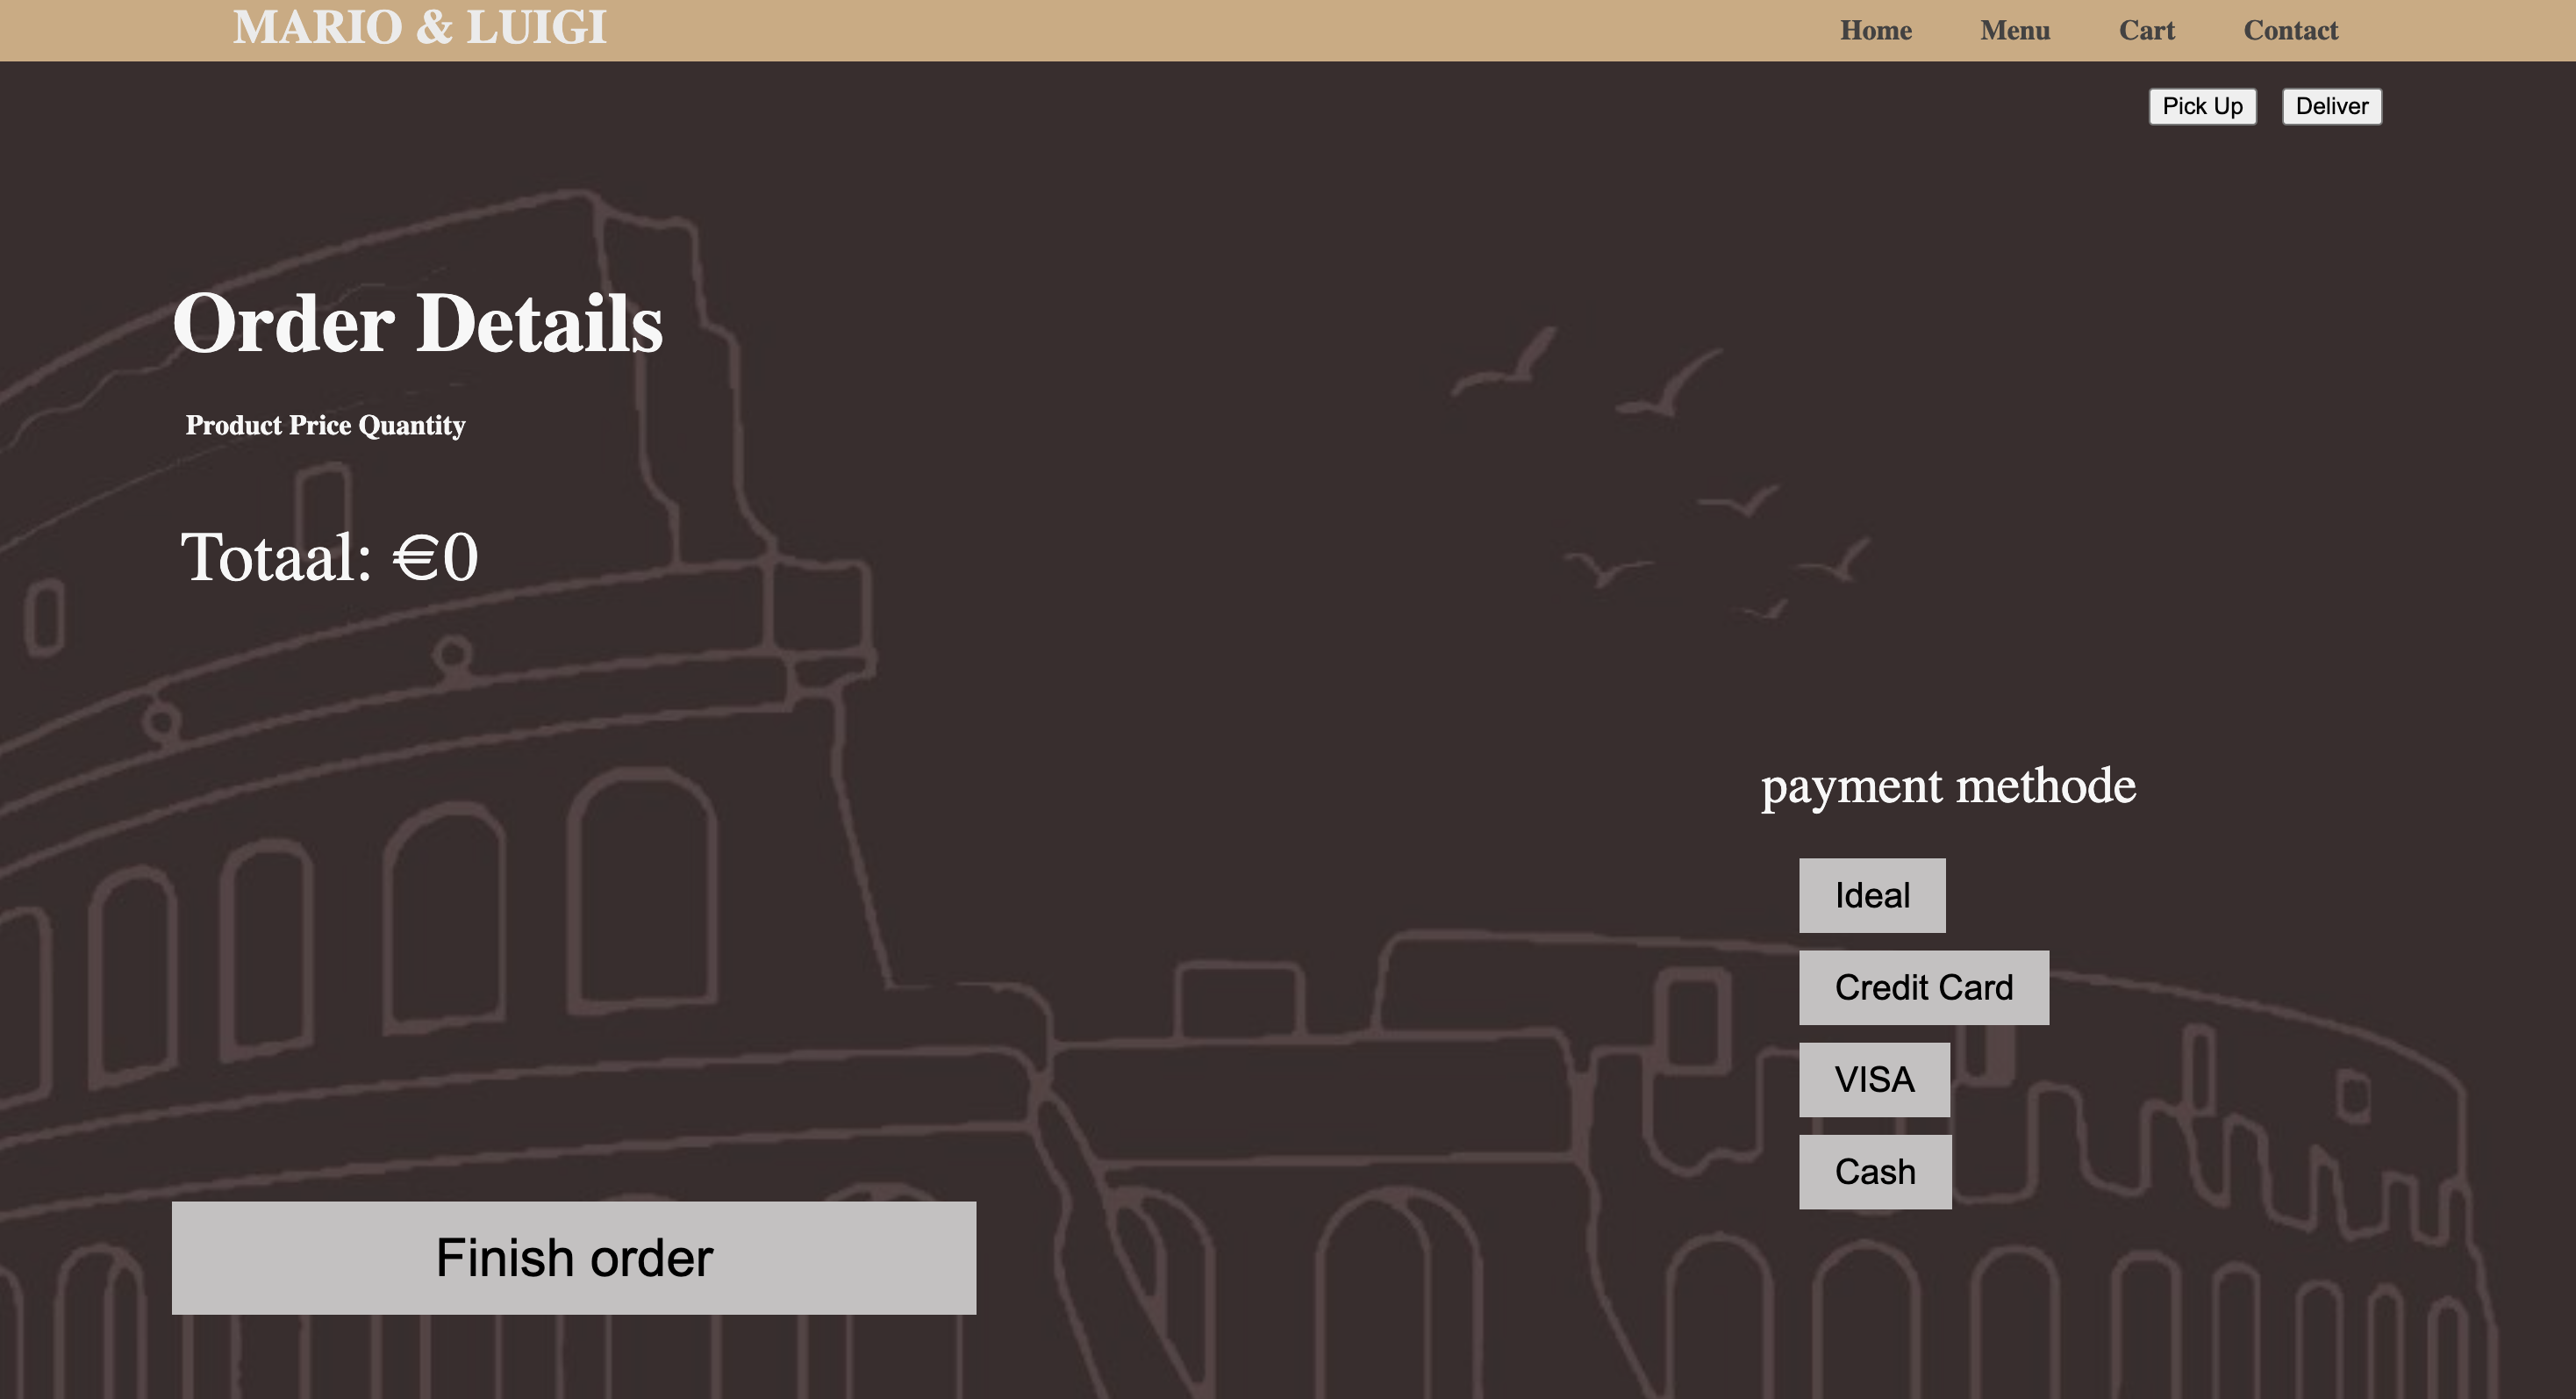 MARIO & LUIGI
Home Menu Cart Contact
Pick Up Deliver
Order Details
Product Price Quantity
Totaal: €0
payment methode
Ideal
Credit Card
VISA
Cash
Finish order